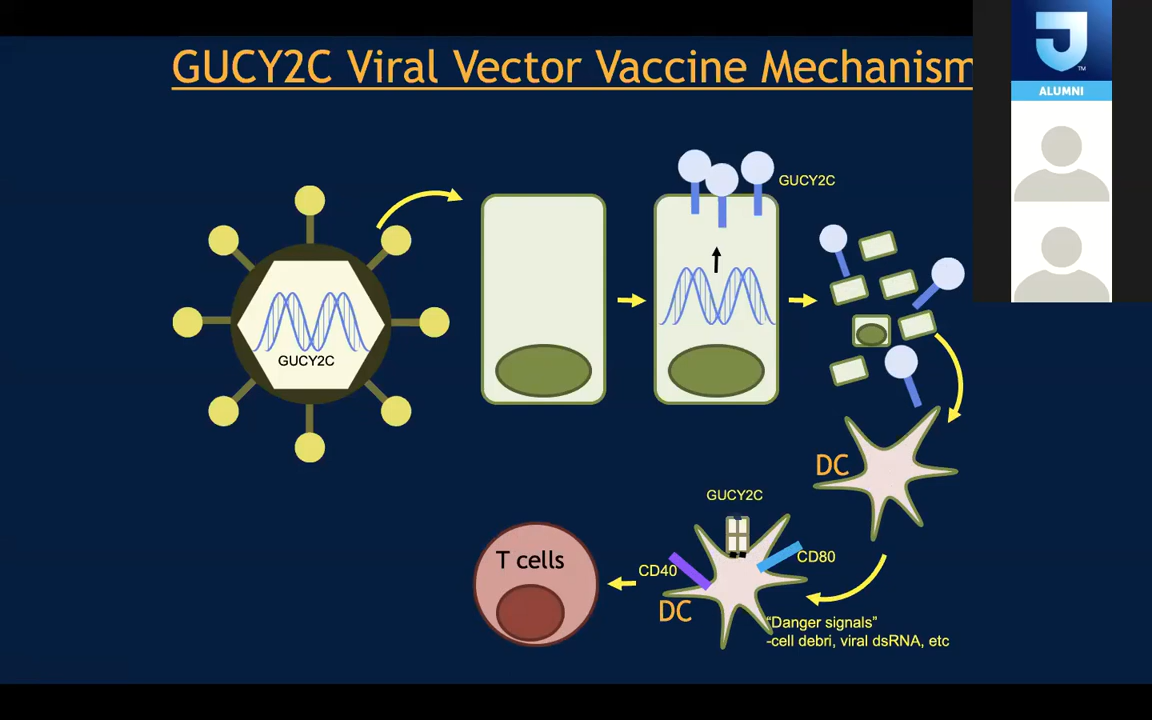 GUCY2C Viral Vector Vaccine Mechanism
J
TM
ALUMNI
GUCY2C
GUCY2C
DC
GUCY2C
T cells
CD40
CD80
DC
"Danger signals"
-cell debri, viral dsRNA, etc